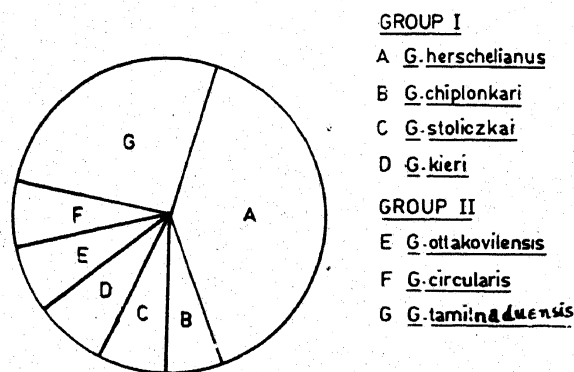 GROUP I
A G. herschelianus
B G. chiplonkari
C G. stoliczkai
D G. kieri
GROUP II
E G. ottakovilensis
F G. circularis
G G. tamilnaduensis
G
F
A
E
D
C
B